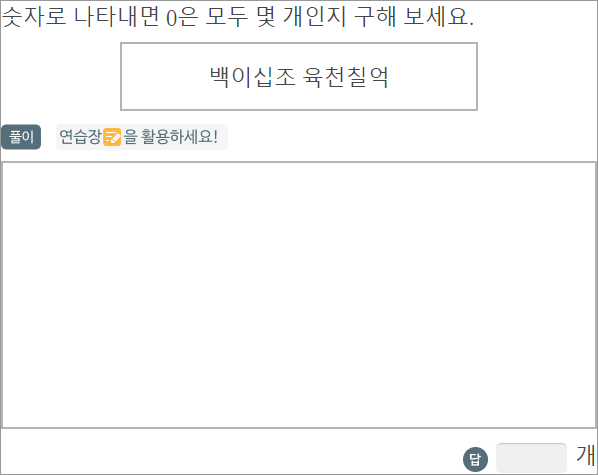 숫자로 나타내면 0은 모두 몇 개인지 구해 보세요.
백이십조 육천칠억
풀이 연습장을 활용하세요!
답 개